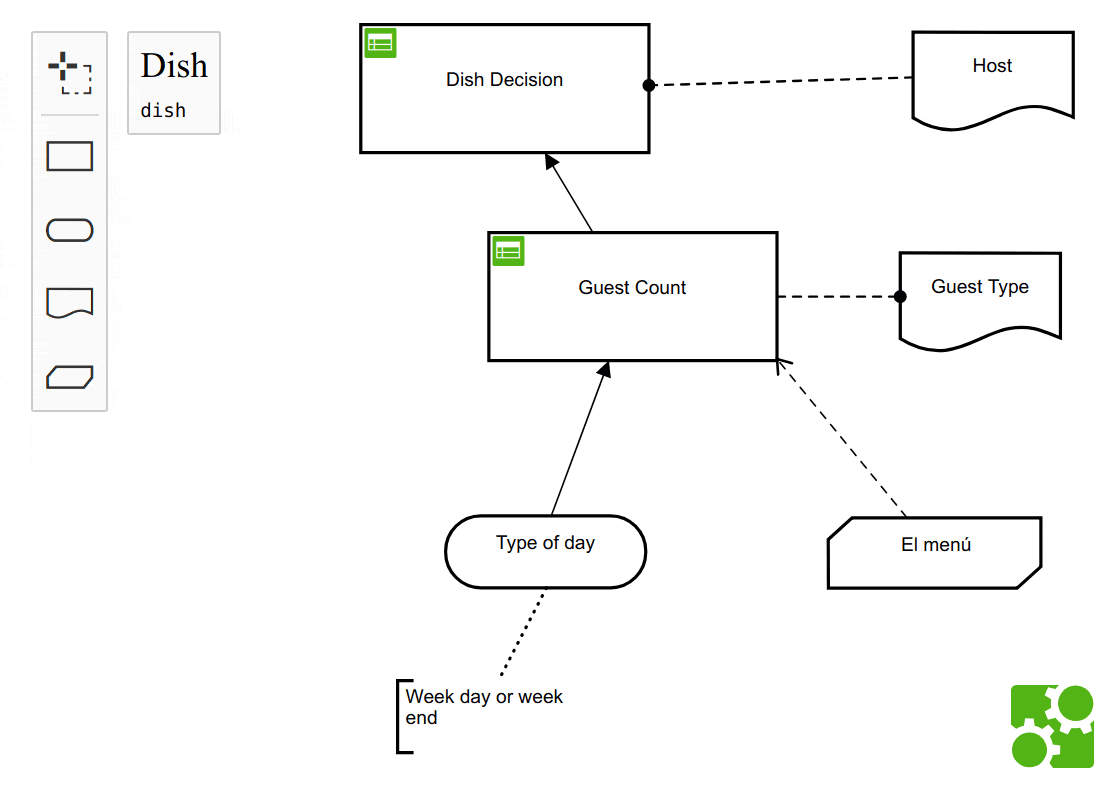 Dish
dish
Dish Decision
Host
Guest Count
Guest Type
Type of day
El menú
Week day or week
end